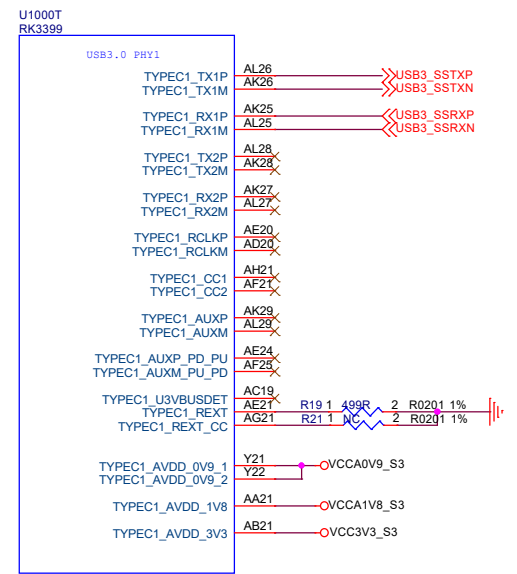 U1000T
RK3399
USB3.0 PHY1
TYPEC1_TX1P AL26 USB3_SSTXP
TYPEC1_TX1M AK26 USB3_SSTXN
TYPEC1_RX1P AK25 USB3_SSRXP
TYPEC1_RX1M AL25 USB3_SSRXN
TYPEC1_TX2P AL28
TYPEC1_TX2M AK28
TYPEC1_RX2P AK27
TYPEC1_RX2M AL27
TYPEC1_RCLKP AE20
TYPEC1_RCLKM AD20
TYPEC1_CC1 AH21
TYPEC1_CC2 AF21
TYPEC1_AUXP AK29
TYPEC1_AUXM AL29
TYPEC1_AUXP_PD_PU AE24
TYPEC1_AUXM_PU_PD AF25
TYPEC1_U3VBUSDET AC19
TYPEC1_REXT AE21 R19 1 499R 2 R0201 1%
TYPEC1_REXT_CC AG21 R21 1 NC 2 R0201 1%
TYPEC1_AVDD_0V9_1 Y21 VCCA0V9_S3
TYPEC1_AVDD_0V9_2 Y22
TYPEC1_AVDD_1V8 AA21 VCCA1V8_S3
TYPEC1_AVDD_3V3 AB21 VCC3V3_S3